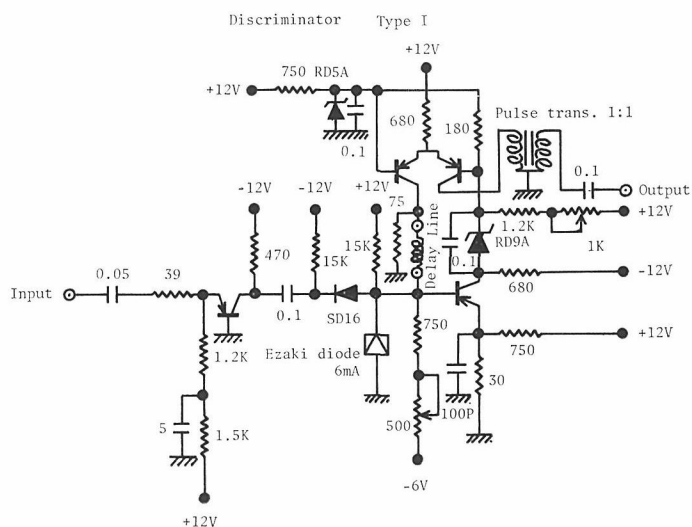 Discriminator Type I
+12V
750 RD5A
+12V
680
180
Pulse trans. 1:1
0.1
0.1
-12V
-12V
+12V
75
Output
Delay Line
1.2K
+12V
470
15K
15K
0.1
RD9A
1K
0.05
39
680
-12V
Input
0.1
SD16
750
+12V
1.2K
Ezaki diode
6mA
750
30
5
1.5K
500
100P
-6V
+12V